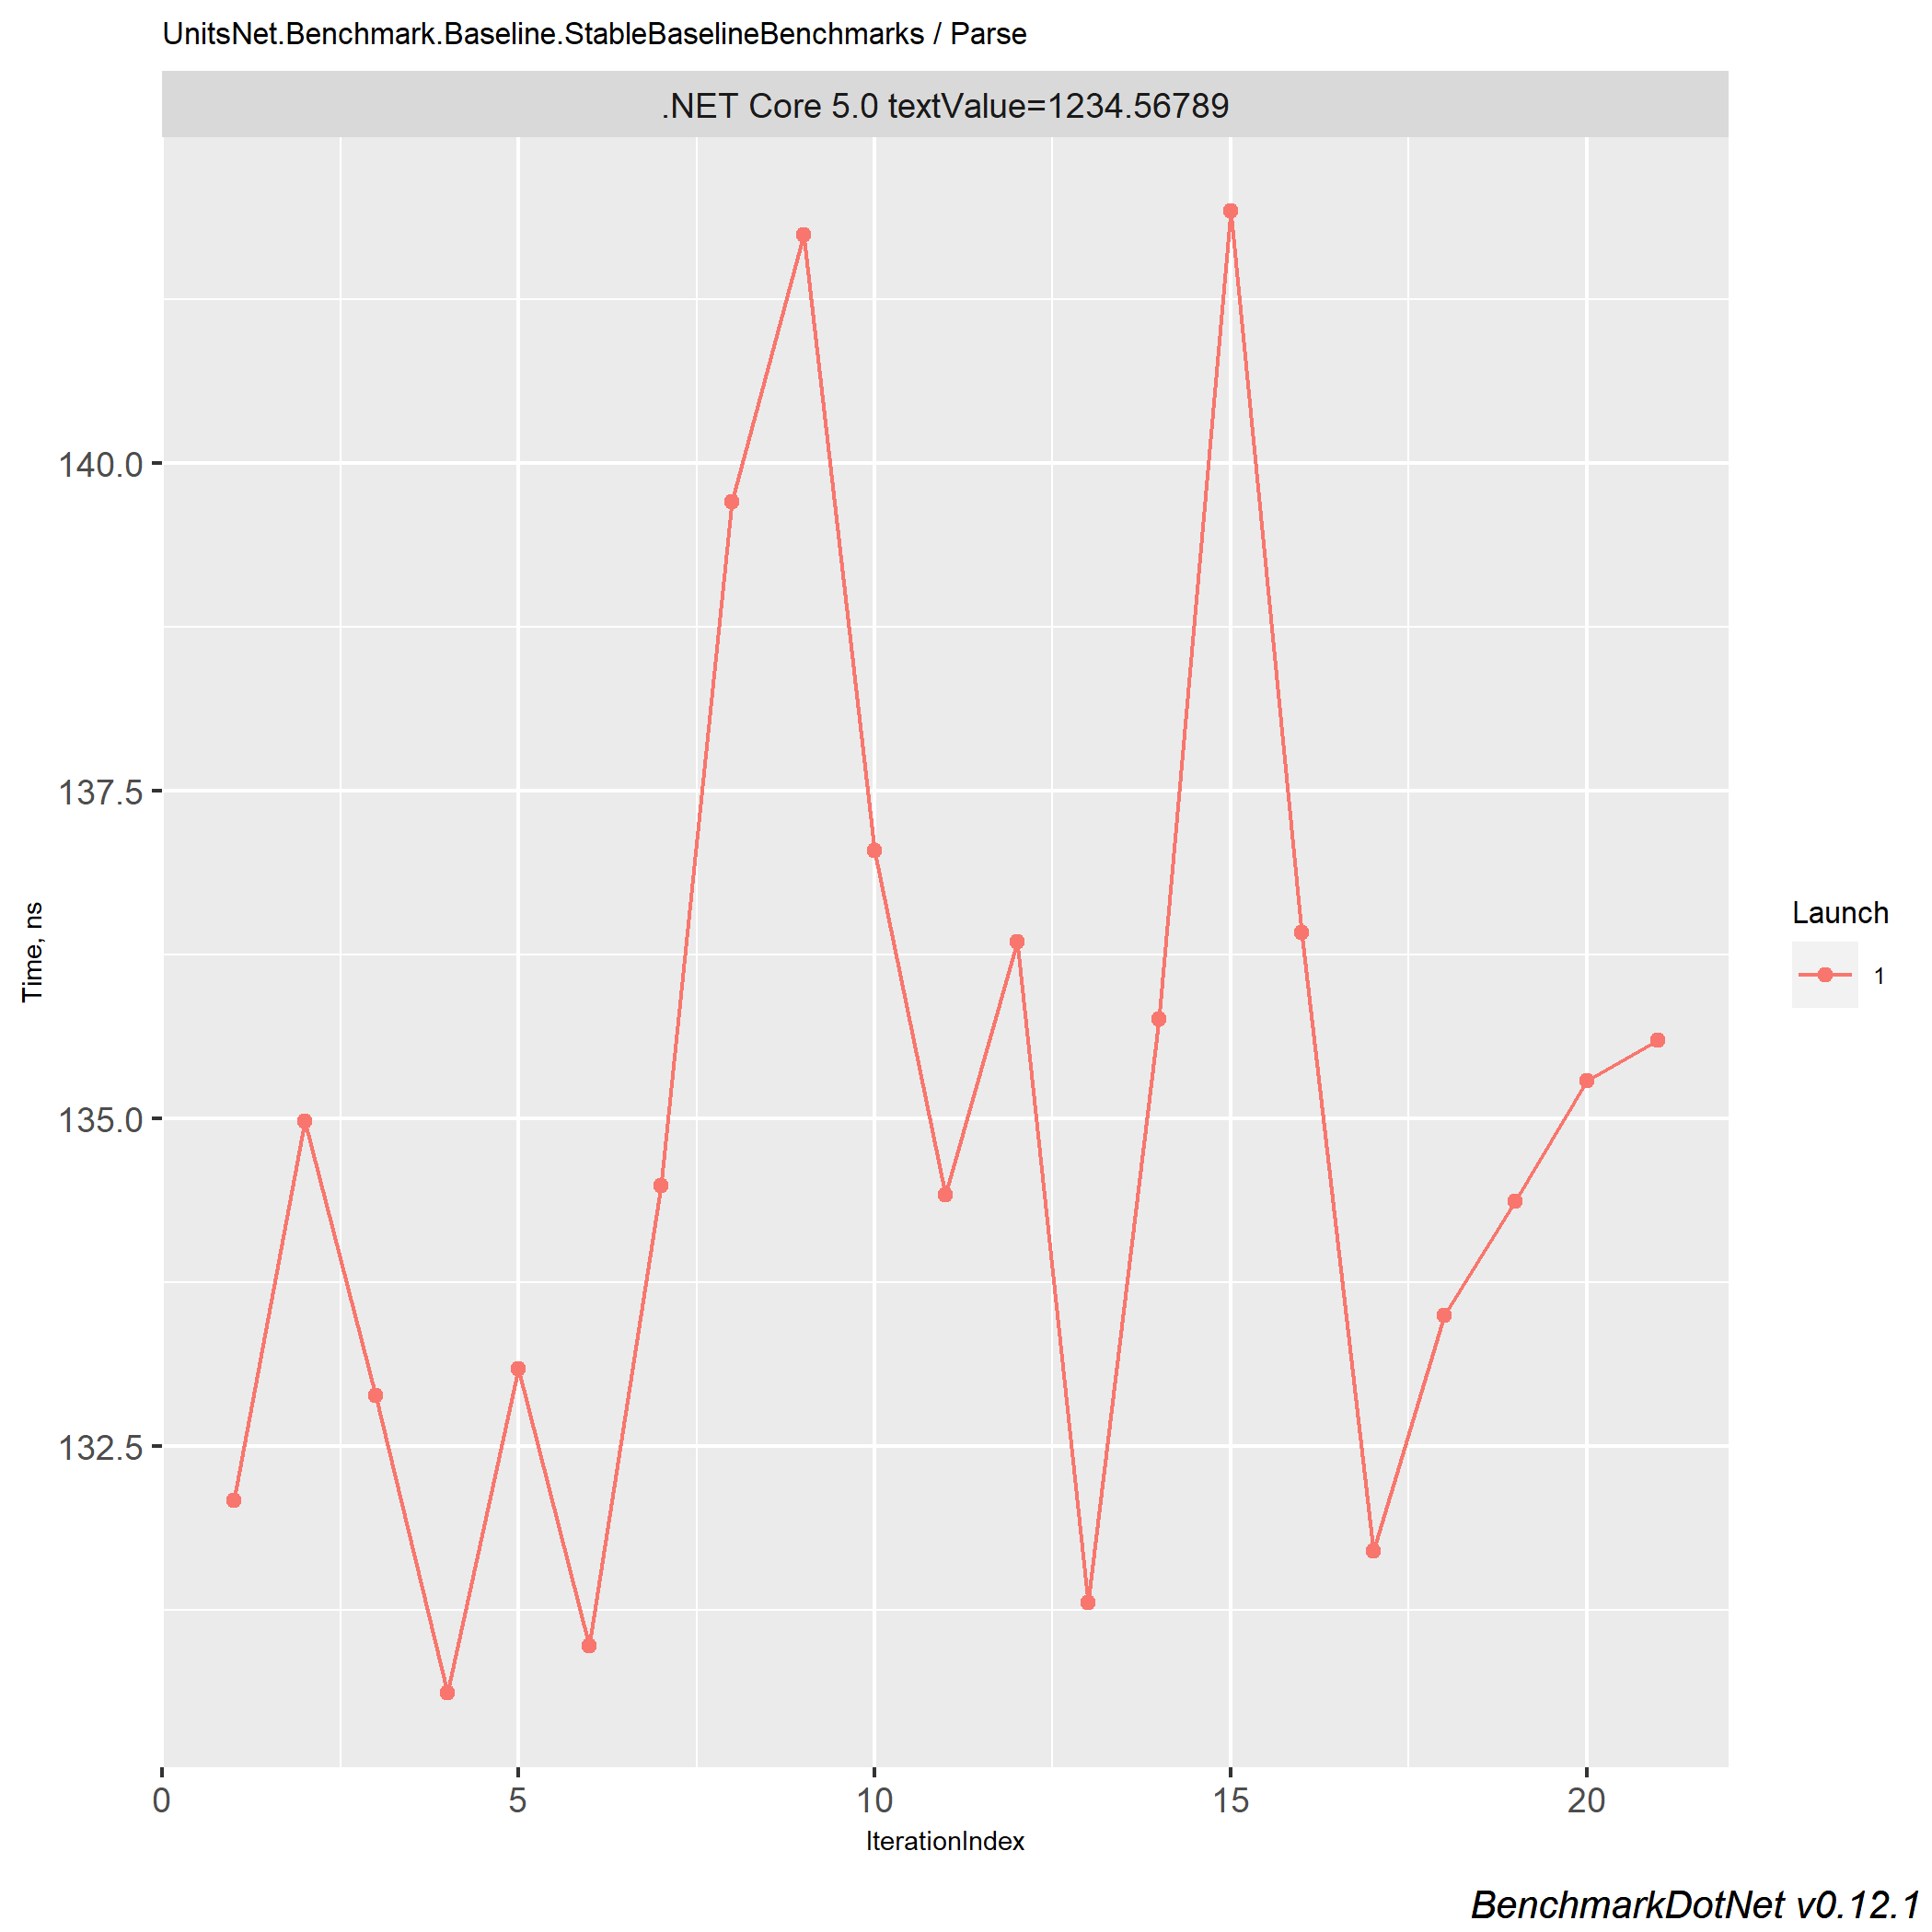 UnitsNet.Benchmark.Baseline.StableBaselineBenchmarks / Parse
.NET Core 5.0 textValue=1234.56789
140.0
137.5
135.0
132.5
Time, ns
0 5 10 15 20
IterationIndex
Launch
1
BenchmarkDotNet v0.12.1